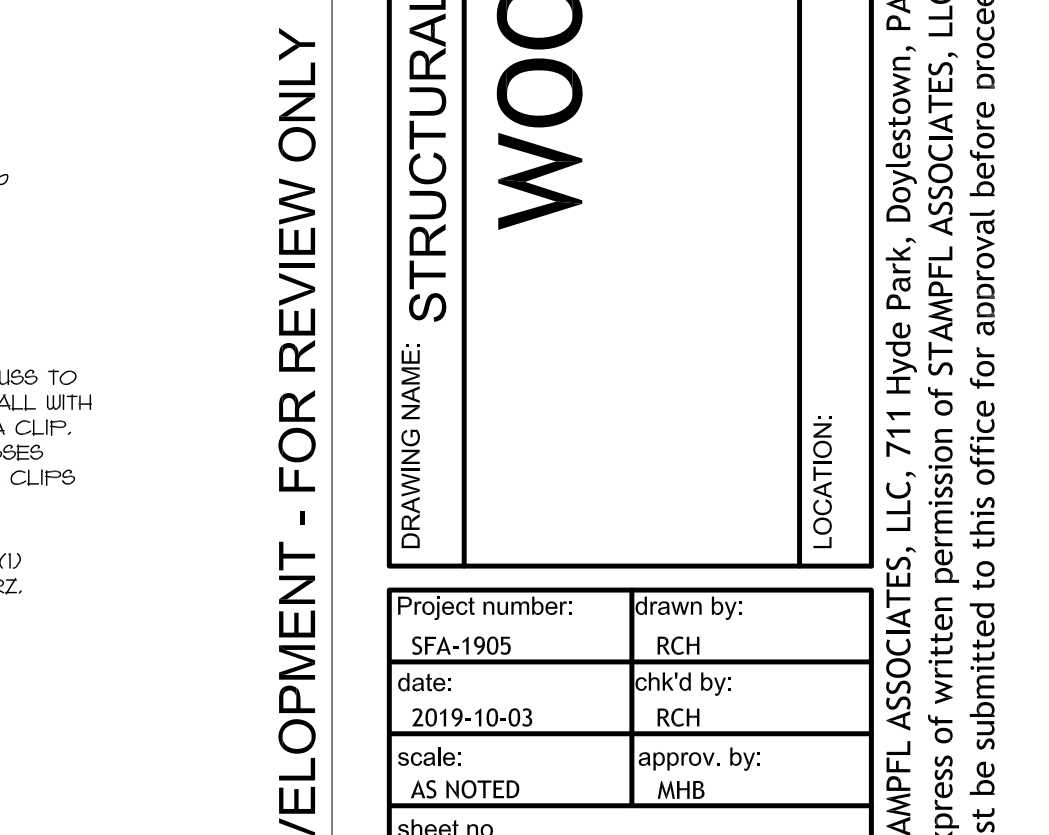 USS TO
ALL WITH
A CLIP.
SES
CLIPS
(1)
RZ.
VELOPMENT - FOR REVIEW ONLY
DRAWING NAME: STRUCTURAL
WOO
LOCATION:
Project number:
SFA-1905
drawn by:
RCH
date:
2019-10-03
chk'd by:
RCH
scale:
AS NOTED
approv. by:
MHB
sheet no
AMPFL ASSOCIATES, LLC, 711 Hyde Park, Doylestown, PA
xpress of written permission of STAMPFL ASSOCIATES, LLC
st be submitted to this office for approval before procee